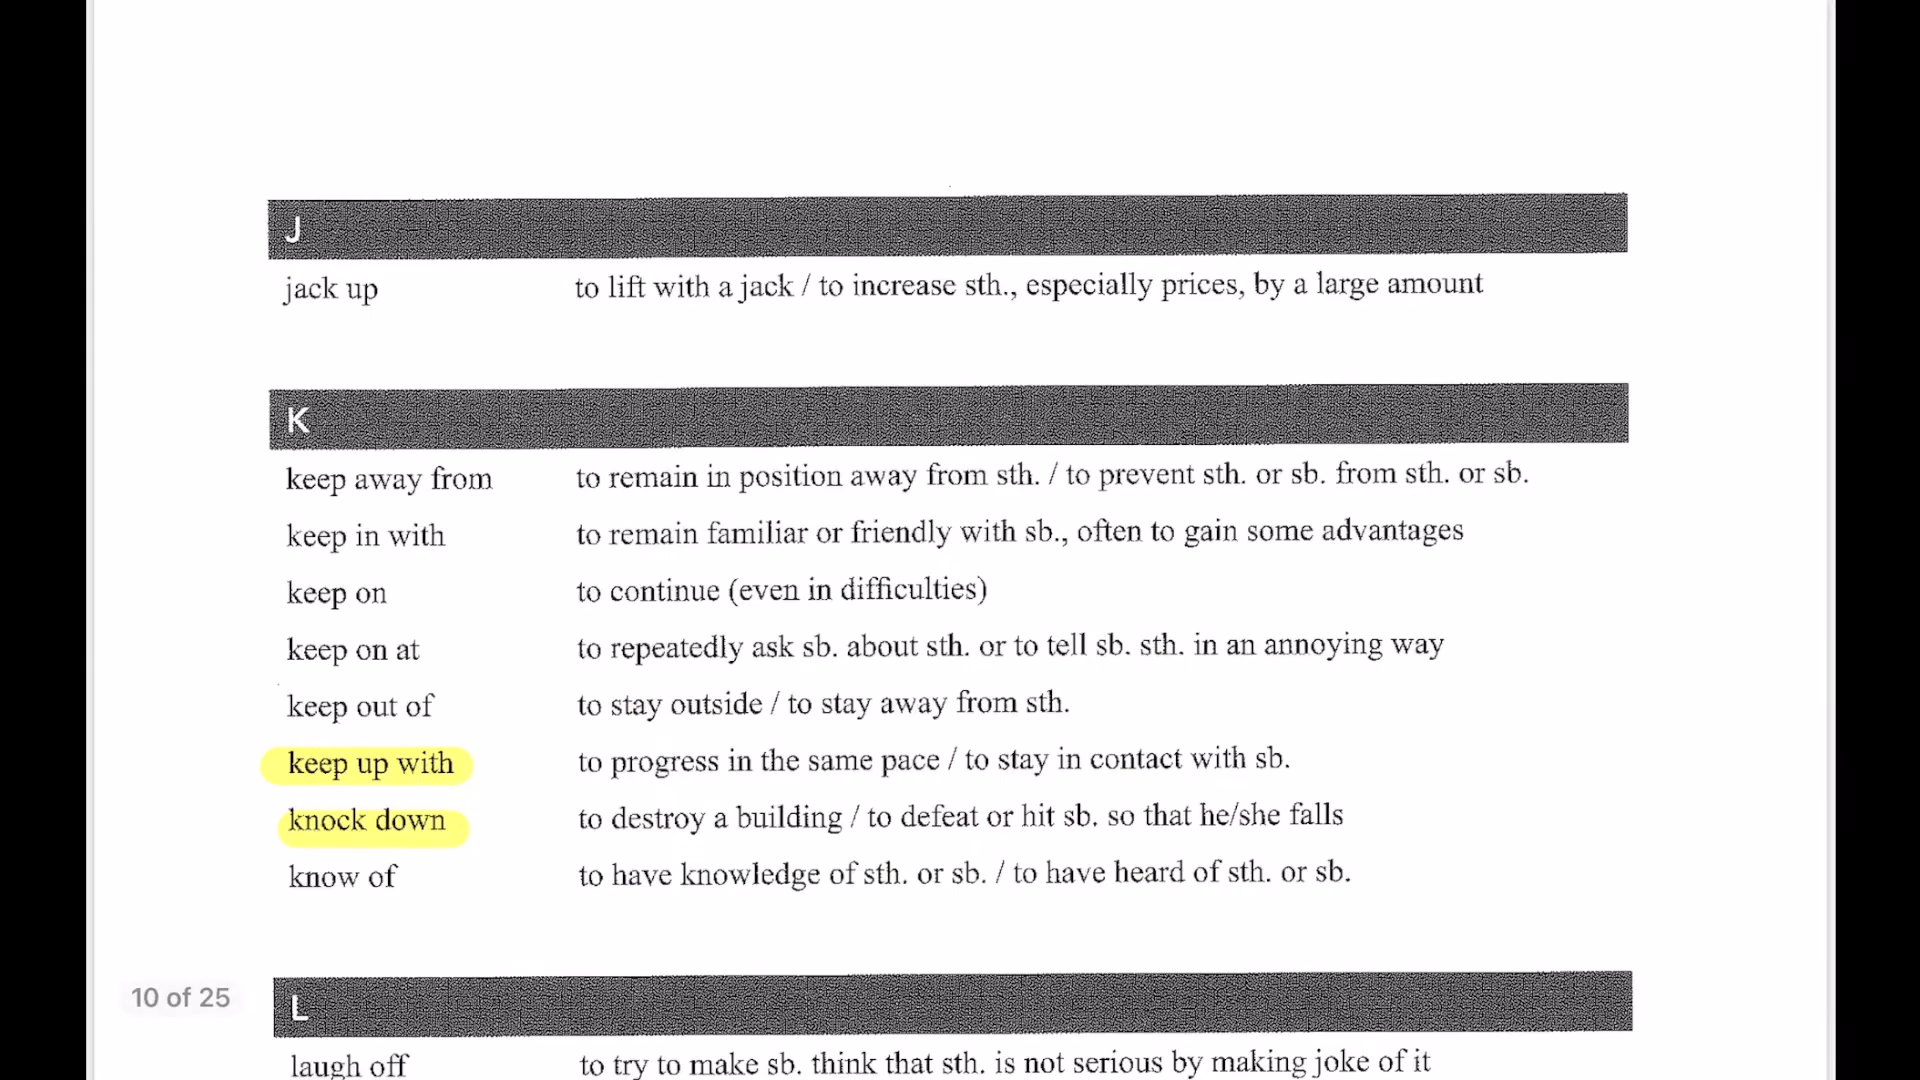 J
jack up to lift with a jack / to increase sth., especially prices, by a large amount
K
keep away from to remain in position away from sth. / to prevent sth. or sb. from sth. or sb.
keep in with to remain familiar or friendly with sb., often to gain some advantages
keep on to continue (even in difficulties)
keep on at to repeatedly ask sb. about sth. or to tell sb. sth. in an annoying way
keep out of to stay outside / to stay away from sth.
keep up with to progress in the same pace / to stay in contact with sb.
knock down to destroy a building / to defeat or hit sb. so that he/she falls
know of to have knowledge of sth. or sb. / to have heard of sth. or sb.
10 of 25
L
laugh off to try to make sb. think that sth. is not serious by making joke of it